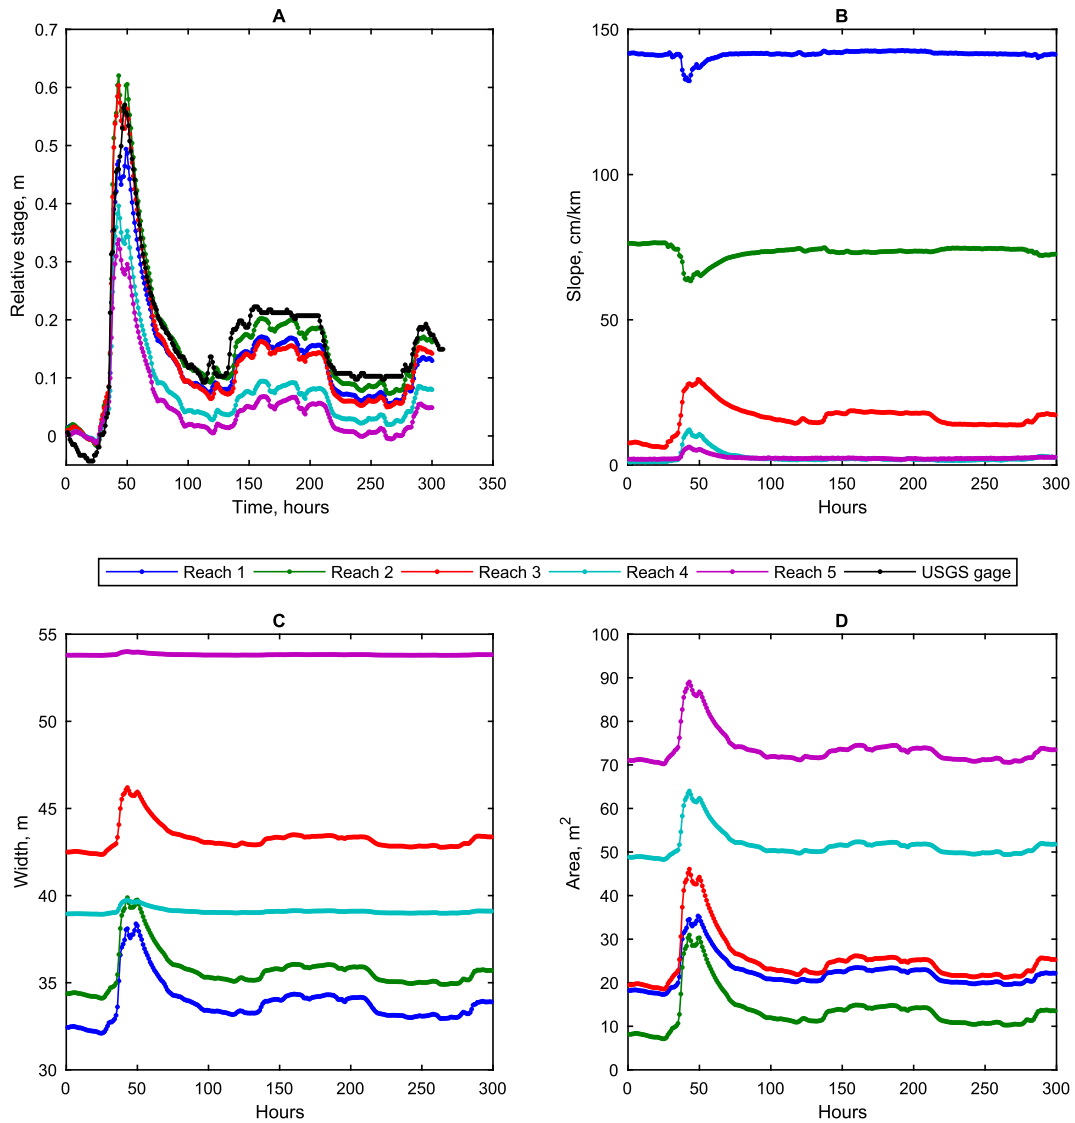 A
0.7
0.6
0.5
0.4
0.3
0.2
0.1
0
Relative stage, m
0 50 100 150 200 250 300 350
Time, hours
B
150
100
50
0
Slope, cm/km
0 50 100 150 200 250 300
Hours
Reach 1 Reach 2 Reach 3 Reach 4 Reach 5 USGS gage
C
55
50
45
40
35
30
Width, m
0 50 100 150 200 250 300
Hours
D
100
90
80
70
60
50
40
30
20
10
0
Area, m²
0 50 100 150 200 250 300
Hours